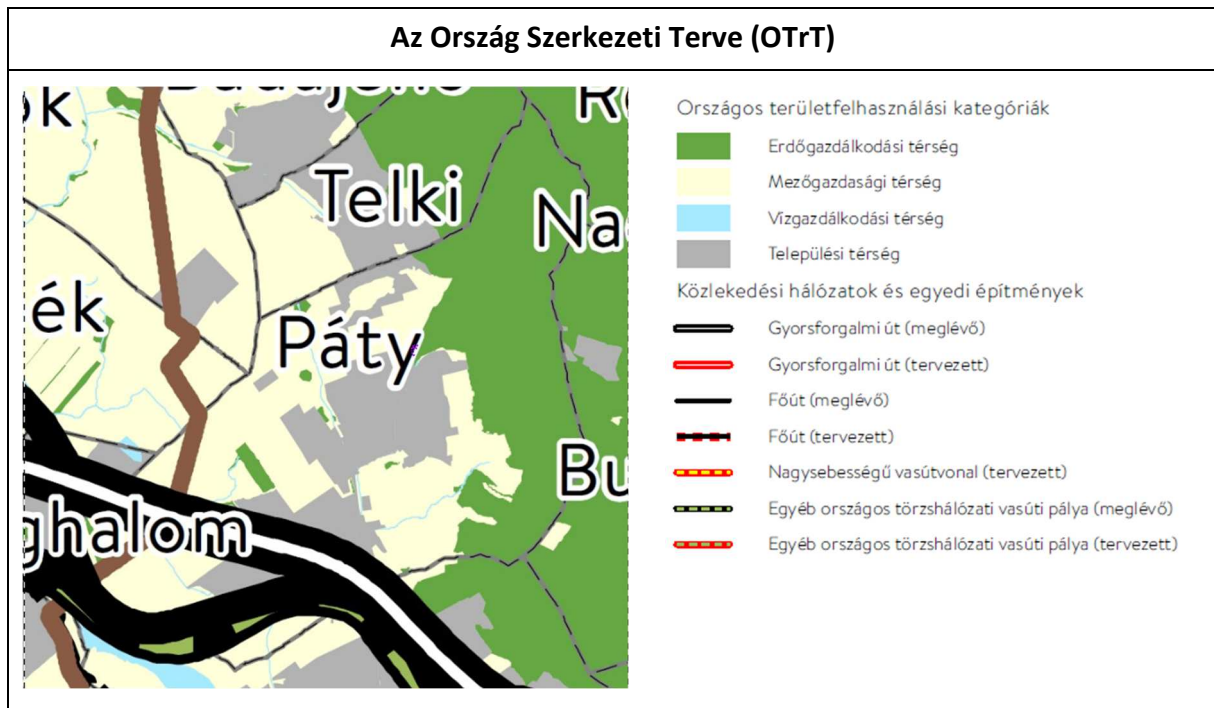 Az Ország Szerkezeti Terve (OTrT)
ók
Telki
Na
ék
Páty
Bu
ghalom
Országos területfelhasználási kategóriák
Erdőgazdálkodási térség
Mezőgazdasági térség
Vízgazdálkodási térség
Települési térség
Közlekedési hálózatok és egyedi építmények
Gyorsforgalmi út (meglévő)
Gyorsforgalmi út (tervezett)
Főút (meglévő)
Főút (tervezett)
Nagysebességű vasútvonal (tervezett)
Egyéb országos törzshálózati vasúti pálya (meglévő)
Egyéb országos törzshálózati vasúti pálya (tervezett)